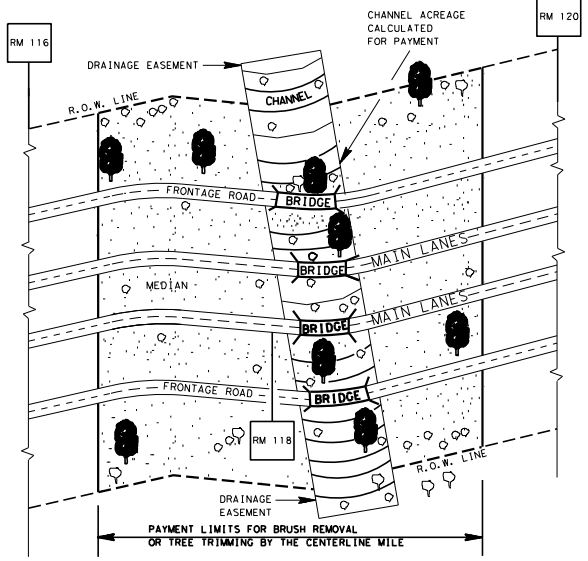 RM 116
RM 120
CHANNEL ACREAGE
CALCULATED
FOR PAYMENT
DRAINAGE EASEMENT
R.O.W. LINE
CHANNEL
FRONTAGE ROAD
BRIDGE
BRIDGE
MAIN LANES
MEDIAN
BRIDGE
MAIN LANES
FRONTAGE ROAD
BRIDGE
RM 118
R.O.W. LINE
DRAINAGE
EASEMENT
PAYMENT LIMITS FOR BRUSH REMOVAL
OR TREE TRIMMING BY THE CENTERLINE MILE